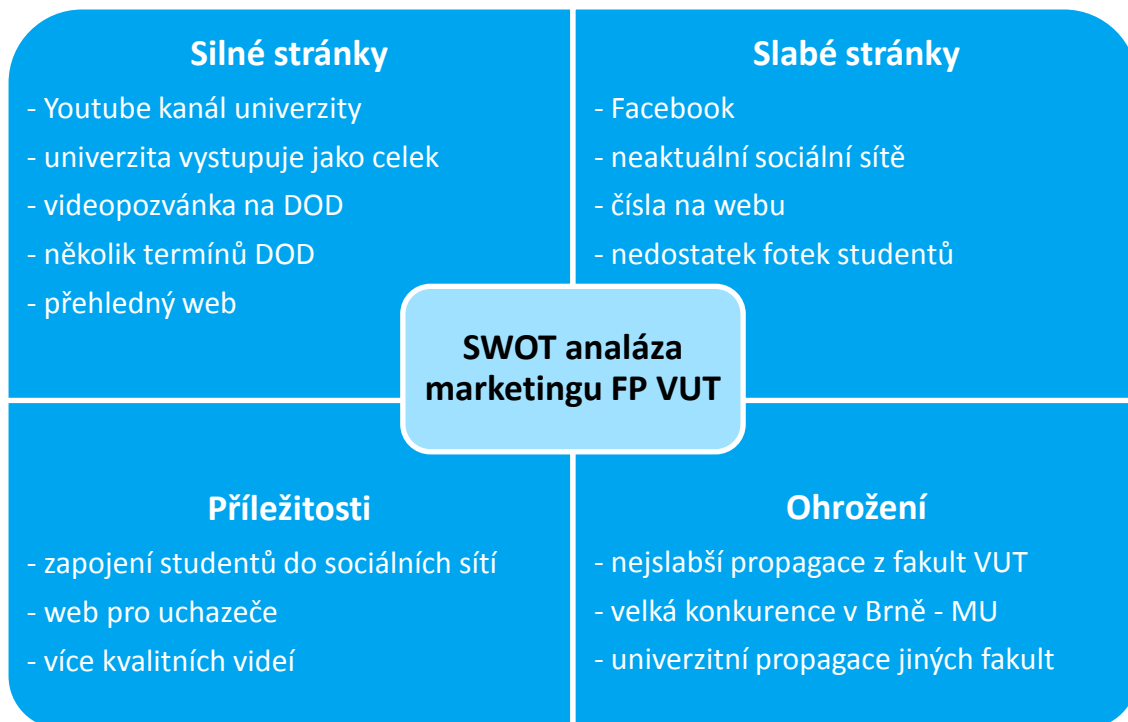 Silné stránky
- Youtube kanál univerzity
- univerzita vystupuje jako celek
- videopozvánka na DOD
- několik termínů DOD
- přehledný web
Slabé stránky
- Facebook
- neaktuální sociální sítě
- čísla na webu
- nedostatek fotek studentů
SWOT analáza
marketingu FP VUT
Příležitosti
- zapojení studentů do sociálních sítí
- web pro uchazeče
- více kvalitních videí
Ohrožení
- nejslabší propagace z fakult VUT
- velká konkurence v Brně - MU
- univerzitní propagace jiných fakult